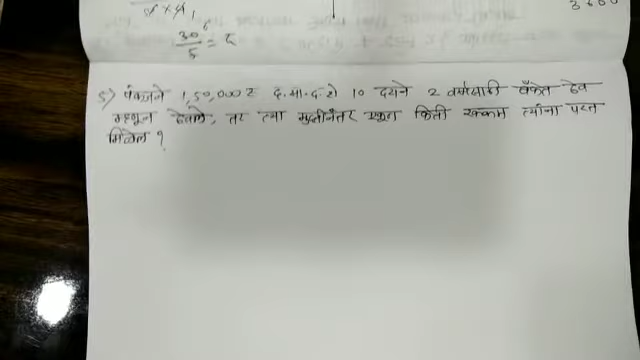 30/5 = 6
५) पंकजने 1,50,000 रु द.सा.द.शे 10 दराने 2 वर्षांसाठी बँकेत ठेव
म्हणून ठेवले, तर त्या मुदतीनंतर एकूण किती रक्कम त्यांना परत
मिळेल ?